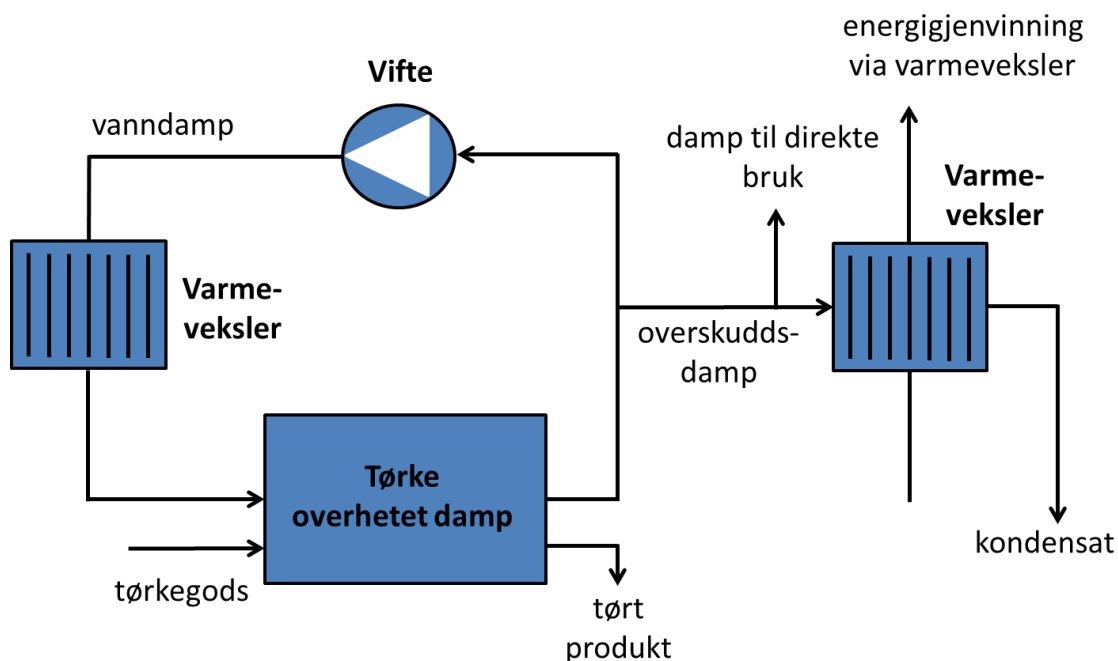 energigjenvinning
via varmeveksler
Vifte
vanndamp
damp til direkte
bruk
Varme-
veksler
Varme-
veksler
overskudds-
damp
Tørke
overhetet damp
tørkegods
tørt
produkt
kondensat